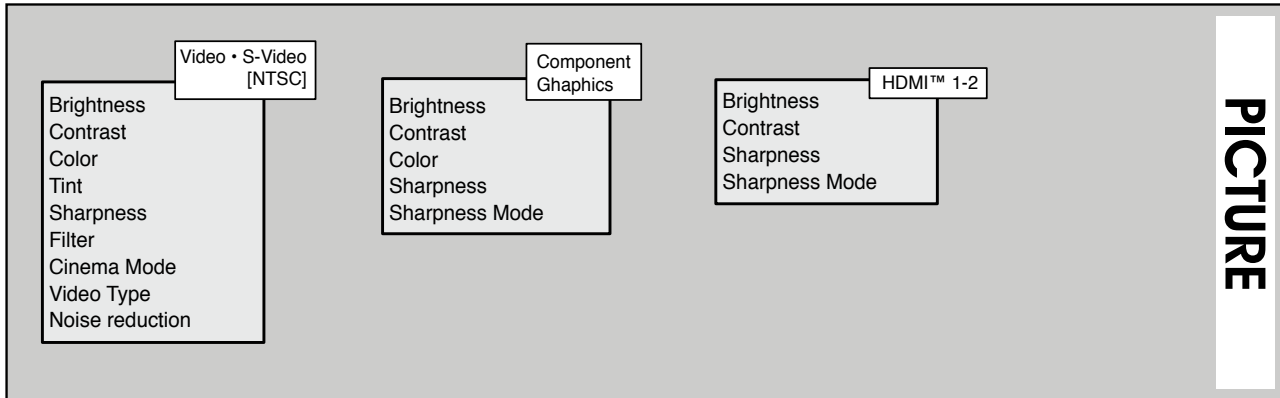 Video • S-Video
[NTSC]
Brightness
Contrast
Color
Tint
Sharpness
Filter
Cinema Mode
Video Type
Noise reduction
Component
Ghaphics
Brightness
Contrast
Color
Sharpness
Sharpness Mode
HDMI™ 1-2
Brightness
Contrast
Sharpness
Sharpness Mode
PICTURE